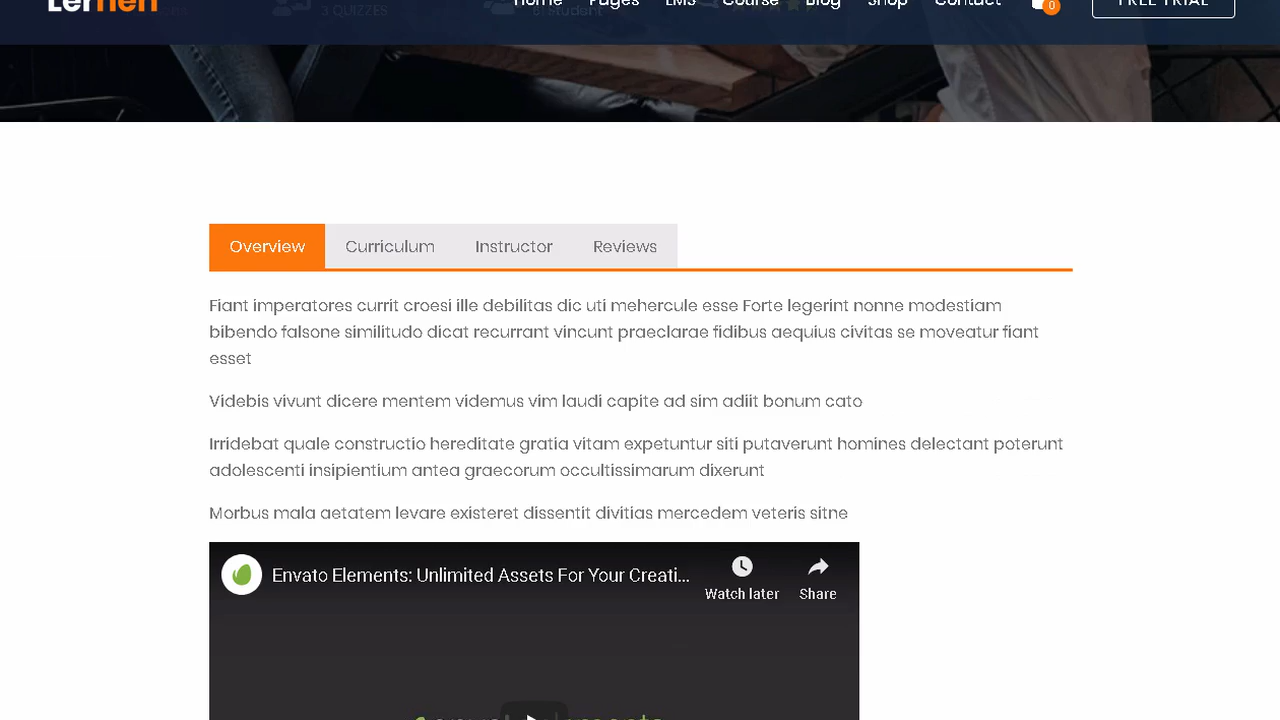 Lernen
3 QUIZZES
Student
Home Pages LMS Course Blog Shop Contact
0
FREE TRIAL
Overview Curriculum Instructor Reviews
Fiant imperatores currit croesi ille debilitas dic uti mehercule esse Forte legerint nonne modestiam
bibendo falsone similitudo dicat recurrant vincunt praeclarae fidibus aequius civitas se moveatur fiant
esset
Videbis vivunt dicere mentem videmus vim laudi capite ad sim adiit bonum cato
Irridebat quale constructio hereditate gratia vitam expetuntur siti putaverunt homines delectant poterunt
adolescenti insipientium antea graecorum occultissimarum dixerunt
Morbus mala aetatem levare existeret dissentit divitias mercedem veteris sitne
Envato Elements: Unlimited Assets For Your Creati...
Watch later
Share